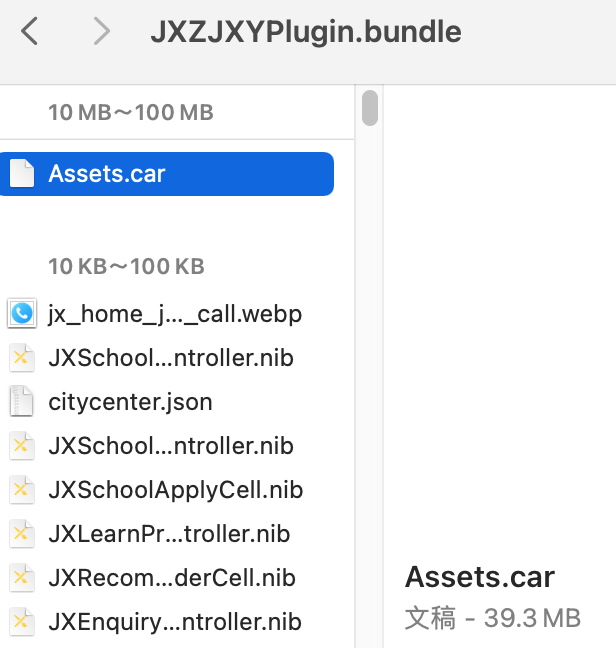 JXZJXYPlugin.bundle
10 MB～100 MB
Assets.car
10 KB～100 KB
jx_home_j..._call.webp
JXSchool...ntroller.nib
citycenter.json
JXSchool...ntroller.nib
JXSchoolApplyCell.nib
JXLearnPr...troller.nib
JXRecom...derCell.nib
JXEnquiry...ntroller.nib
Assets.car
文稿 - 39.3 MB